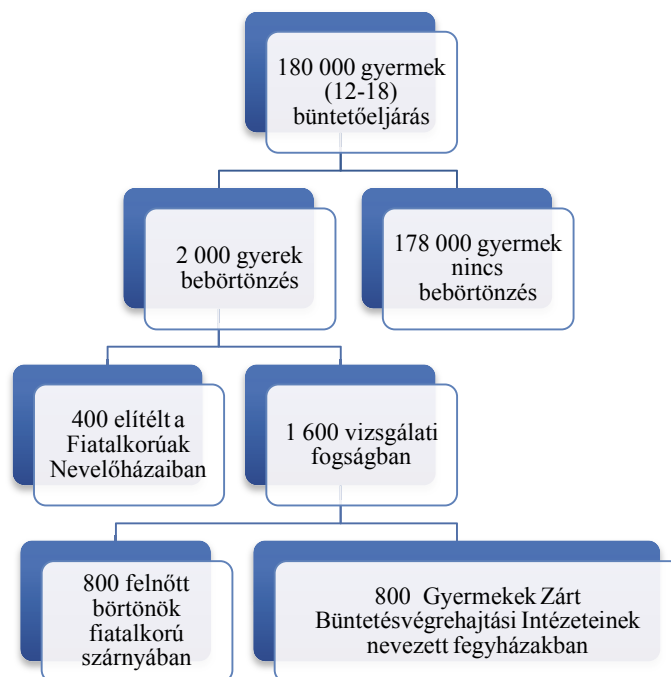 180 000 gyermek
(12-18)
büntetőeljárás
2 000 gyerek
bebörtönzés
178 000 gyermek
nincs
bebörtönzés
400 elítélt a
Fiatalkorúak
Nevelőházaiban
1 600 vizsgálati
fogságban
800 felnőtt
börtönök
fiatalkorú
szárnyában
800 Gyermekek Zárt
Büntetésvégrehajtási Intézeteinek
nevezett fegyházakban